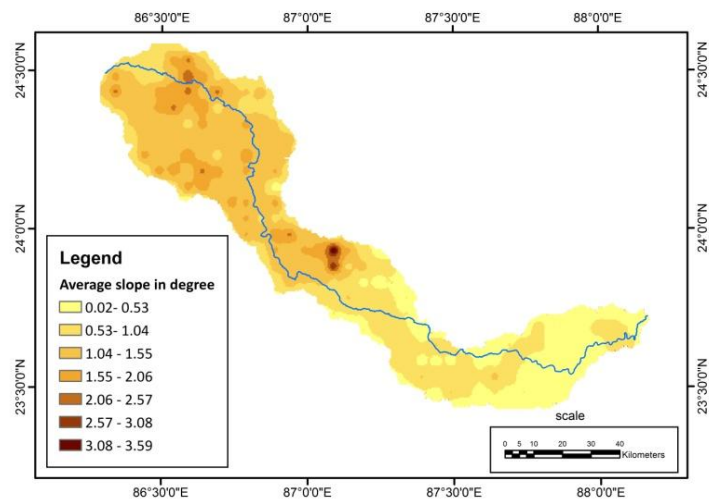 86°30'0"E 87°0'0"E 87°30'0"E 88°0'0"E
24°30'0"N 24°30'0"N
24°0'0"N 24°0'0"N
23°30'0"N 23°30'0"N
Legend
Average slope in degree
0.02- 0.53
0.53- 1.04
1.04 - 1.55
1.55 - 2.06
2.06 - 2.57
2.57 - 3.08
3.08 - 3.59
scale
0 5 10 20 30 40
Kilometers
86°30'0"E 87°0'0"E 87°30'0"E 88°0'0"E